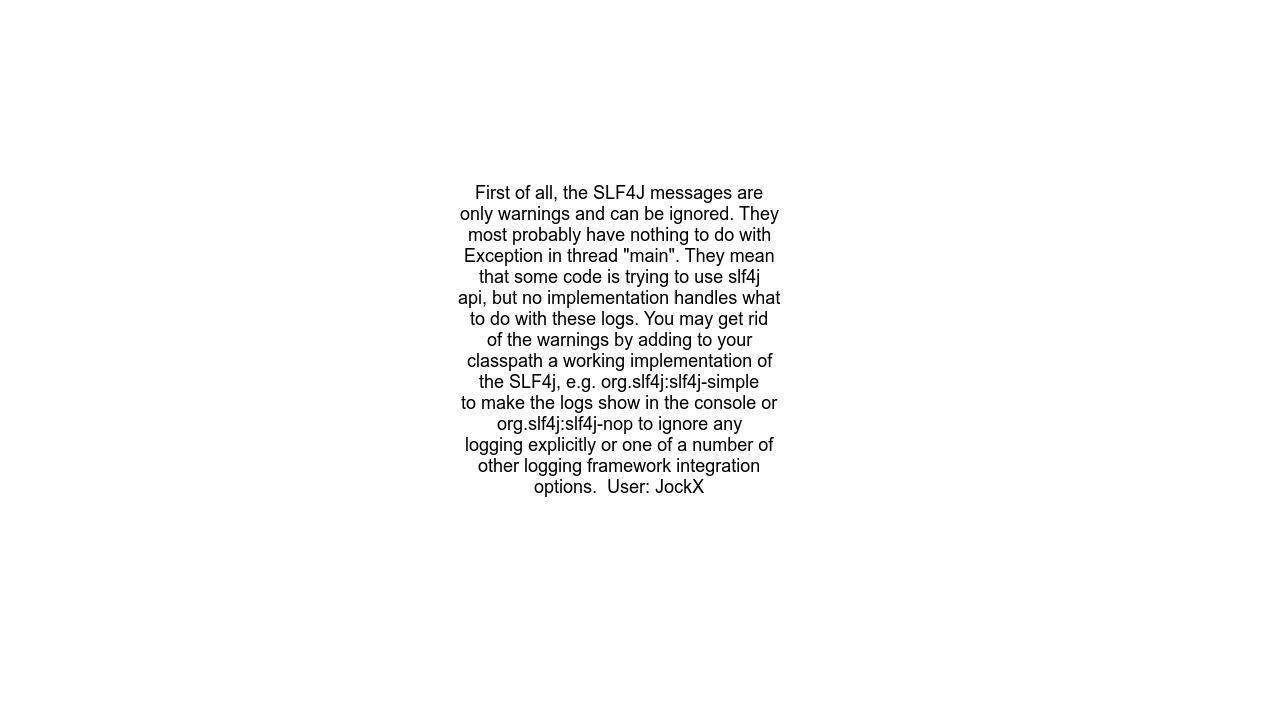 First of all, the SLF4J messages are
only warnings and can be ignored. They
most probably have nothing to do with
Exception in thread "main". They mean
that some code is trying to use slf4j
api, but no implementation handles what
to do with these logs. You may get rid
of the warnings by adding to your
classpath a working implementation of
the SLF4j, e.g. org.slf4j:slf4j-simple
to make the logs show in the console or
org.slf4j:slf4j-nop to ignore any
logging explicitly or one of a number of
other logging framework integration
options.  User: JockX